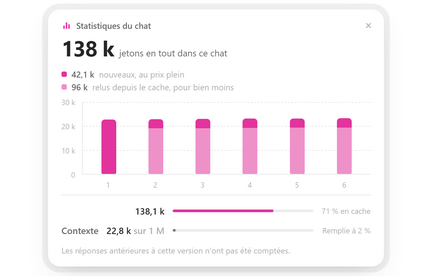 Statistiques du chat
138 k jetons en tout dans ce chat
42,1 k nouveaux, au prix plein
96 k relus depuis le cache, pour bien moins
30 k
20 k
10 k
0
1 2 3 4 5 6
138,1 k 71 % en cache
Contexte 22,8 k sur 1 M Remplie à 2 %
Les réponses antérieures à cette version n'ont pas été comptées.